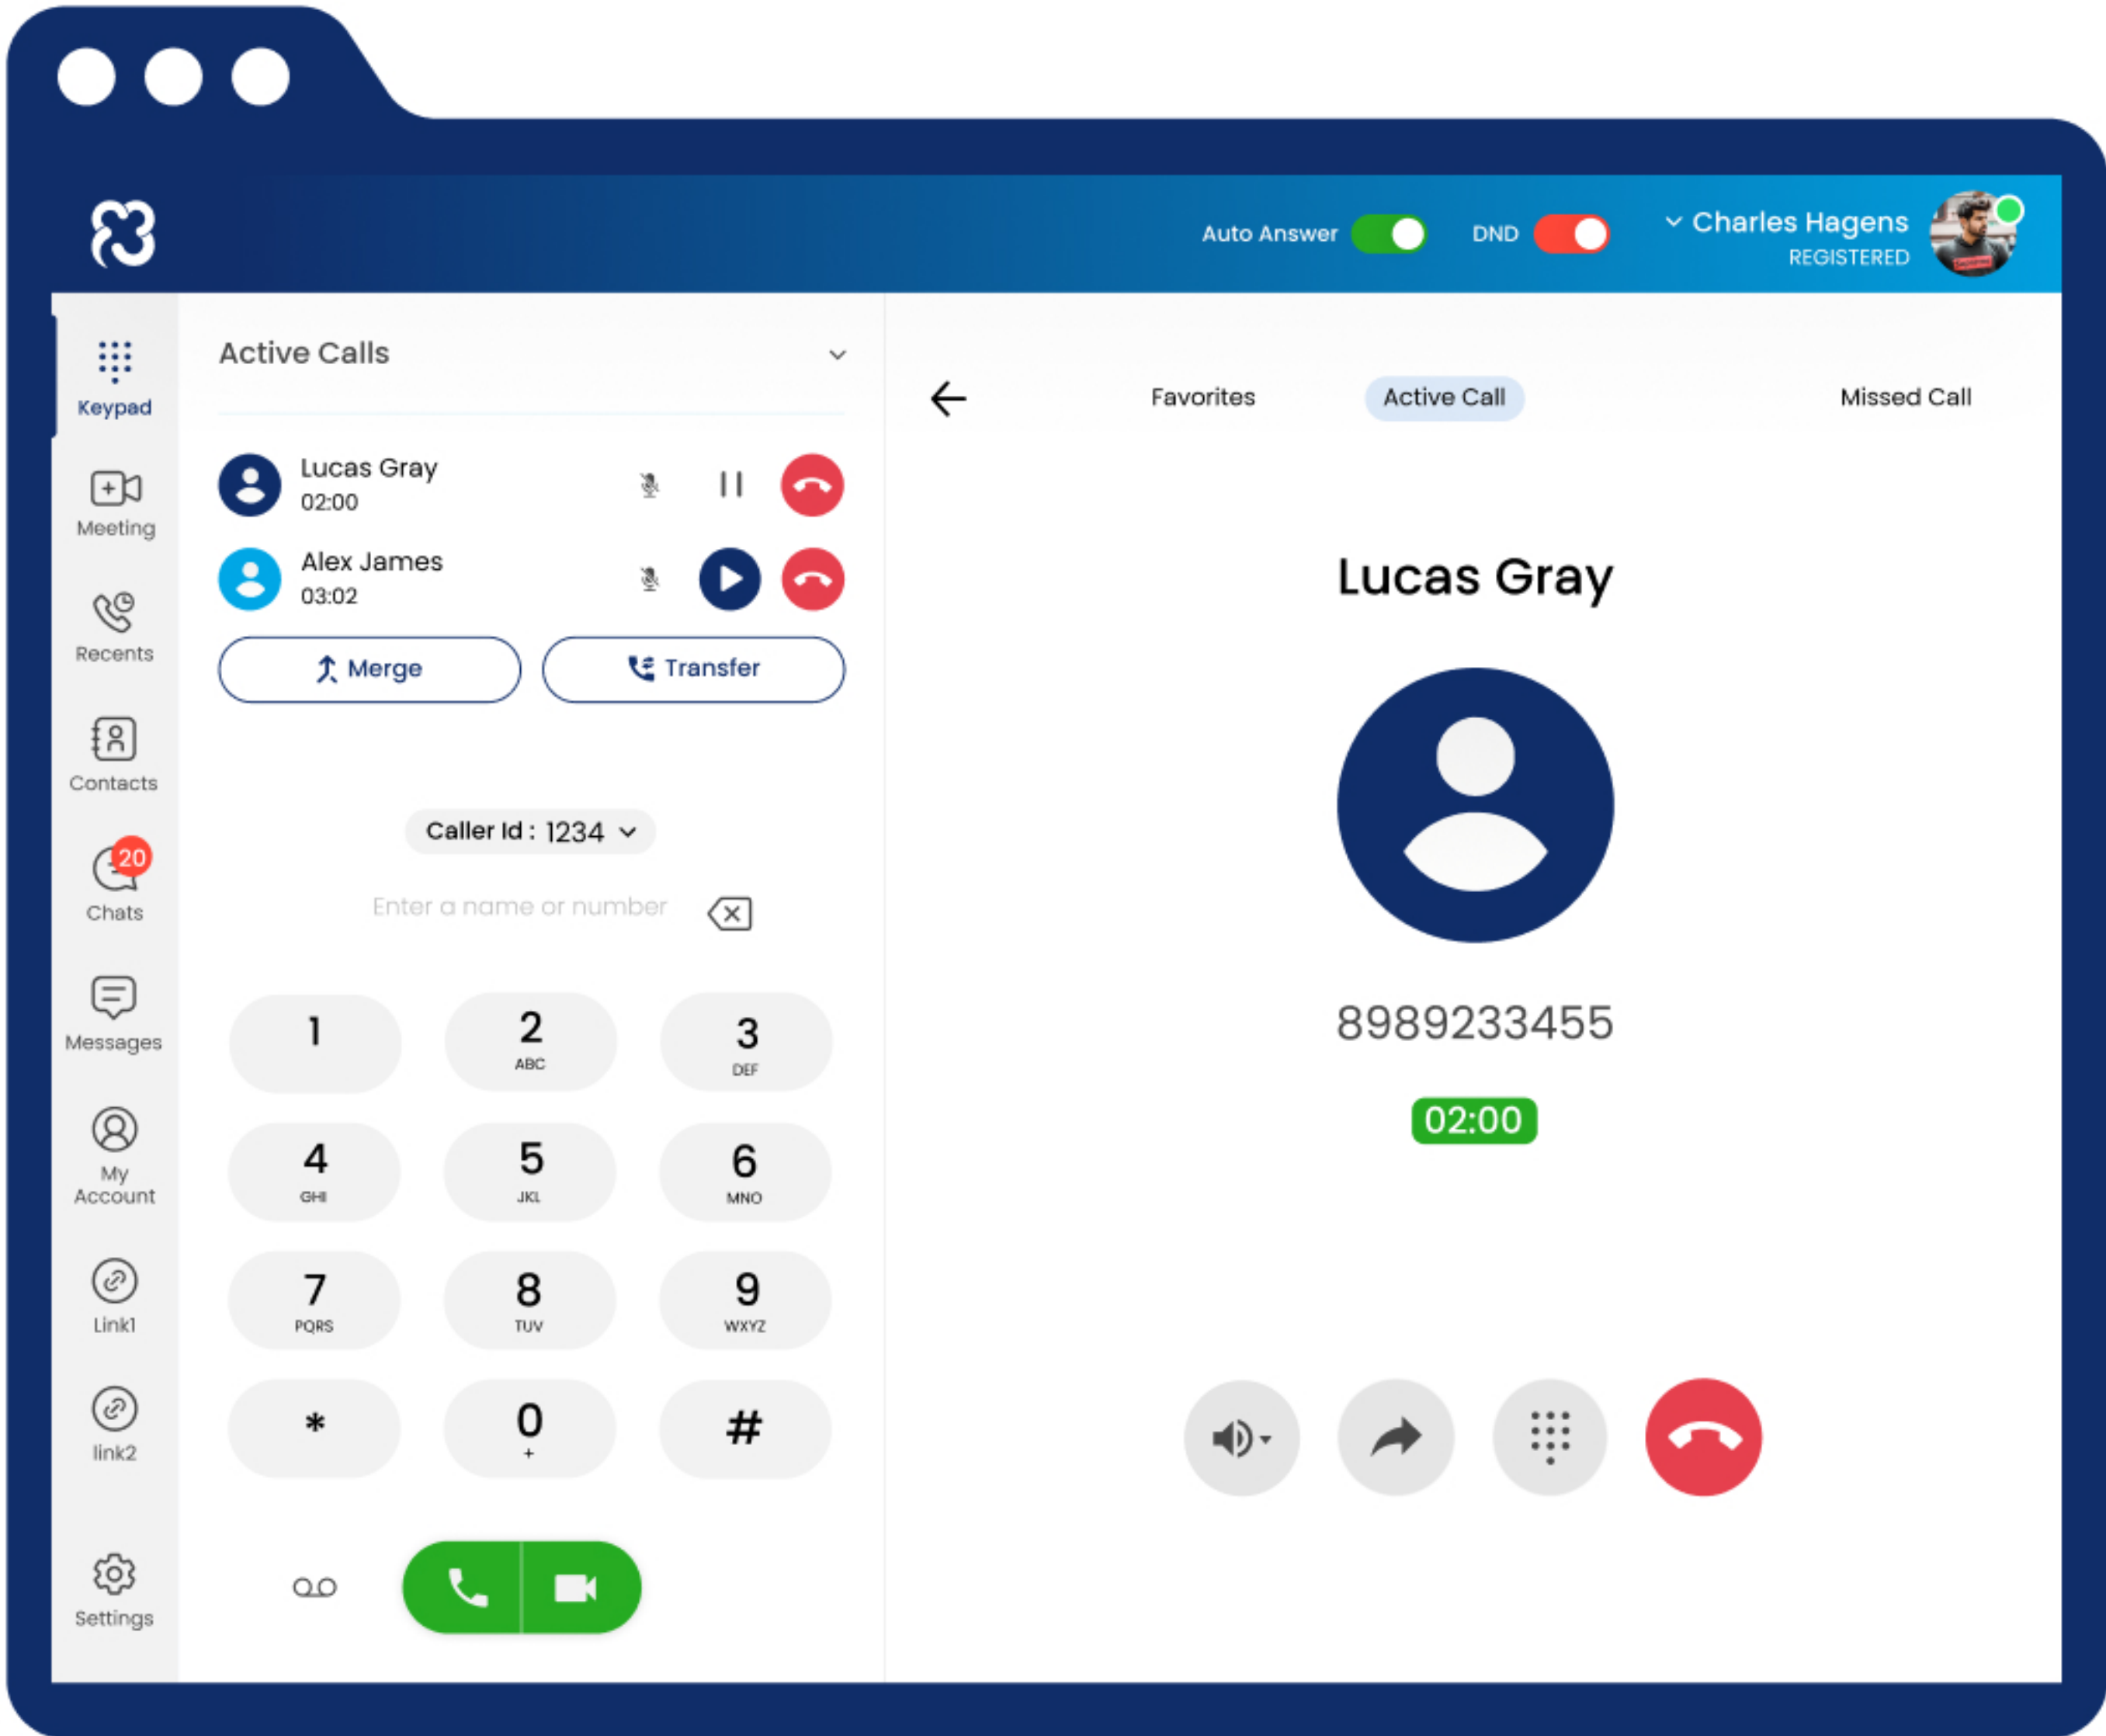 Auto Answer
DND
Charles Hagens
REGISTERED
Keypad
Meeting
Recents
Contacts
20
Chats
Messages
My
Account
Link1
link2
Settings
Active Calls
Lucas Gray
02:00
Alex James
03:02
Merge
Transfer
Caller Id : 1234
Enter a name or number
1
2
ABC
3
DEF
4
GHI
5
JKL
6
MNO
7
PQRS
8
TUV
9
WXYZ
*
0
+
#
Favorites
Active Call
Missed Call
Lucas Gray
8989233455
02:00